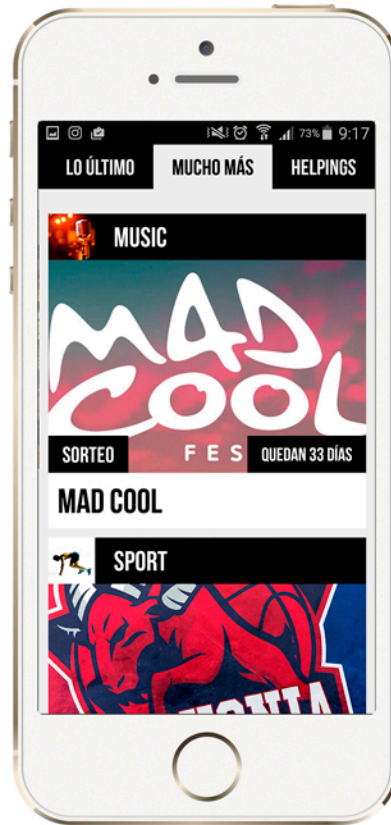 73% 9:17
LO ÚLTIMO MUCHO MÁS HELPINGS
MUSIC
MAD
COOL
FES
SORTEO
QUEDAN 33 DÍAS
MAD COOL
SPORT